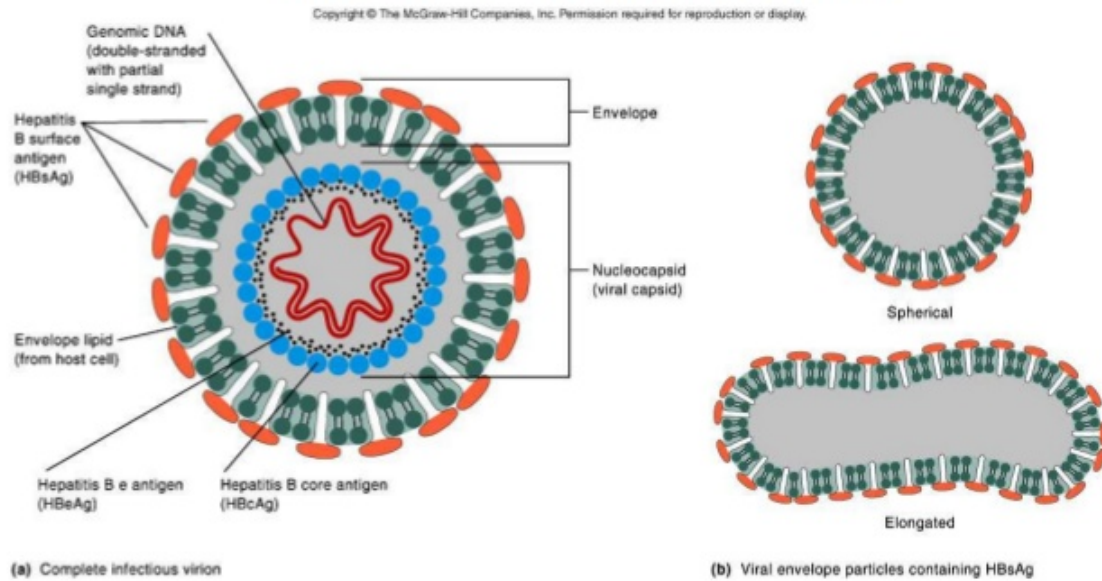 Copyright © The McGraw-Hill Companies, Inc. Permission required for reproduction or display.
Genomic DNA
(double-stranded
with partial
single strand)
Hepatitis
B surface
antigen
(HBsAg)
Envelope lipid
(from host cell)
Hepatitis B e antigen
(HBeAg)
Hepatitis B core antigen
(HBcAg)
Envelope
Nucleocapsid
(viral capsid)
(a) Complete infectious virion
Spherical
Elongated
(b) Viral envelope particles containing HBsAg